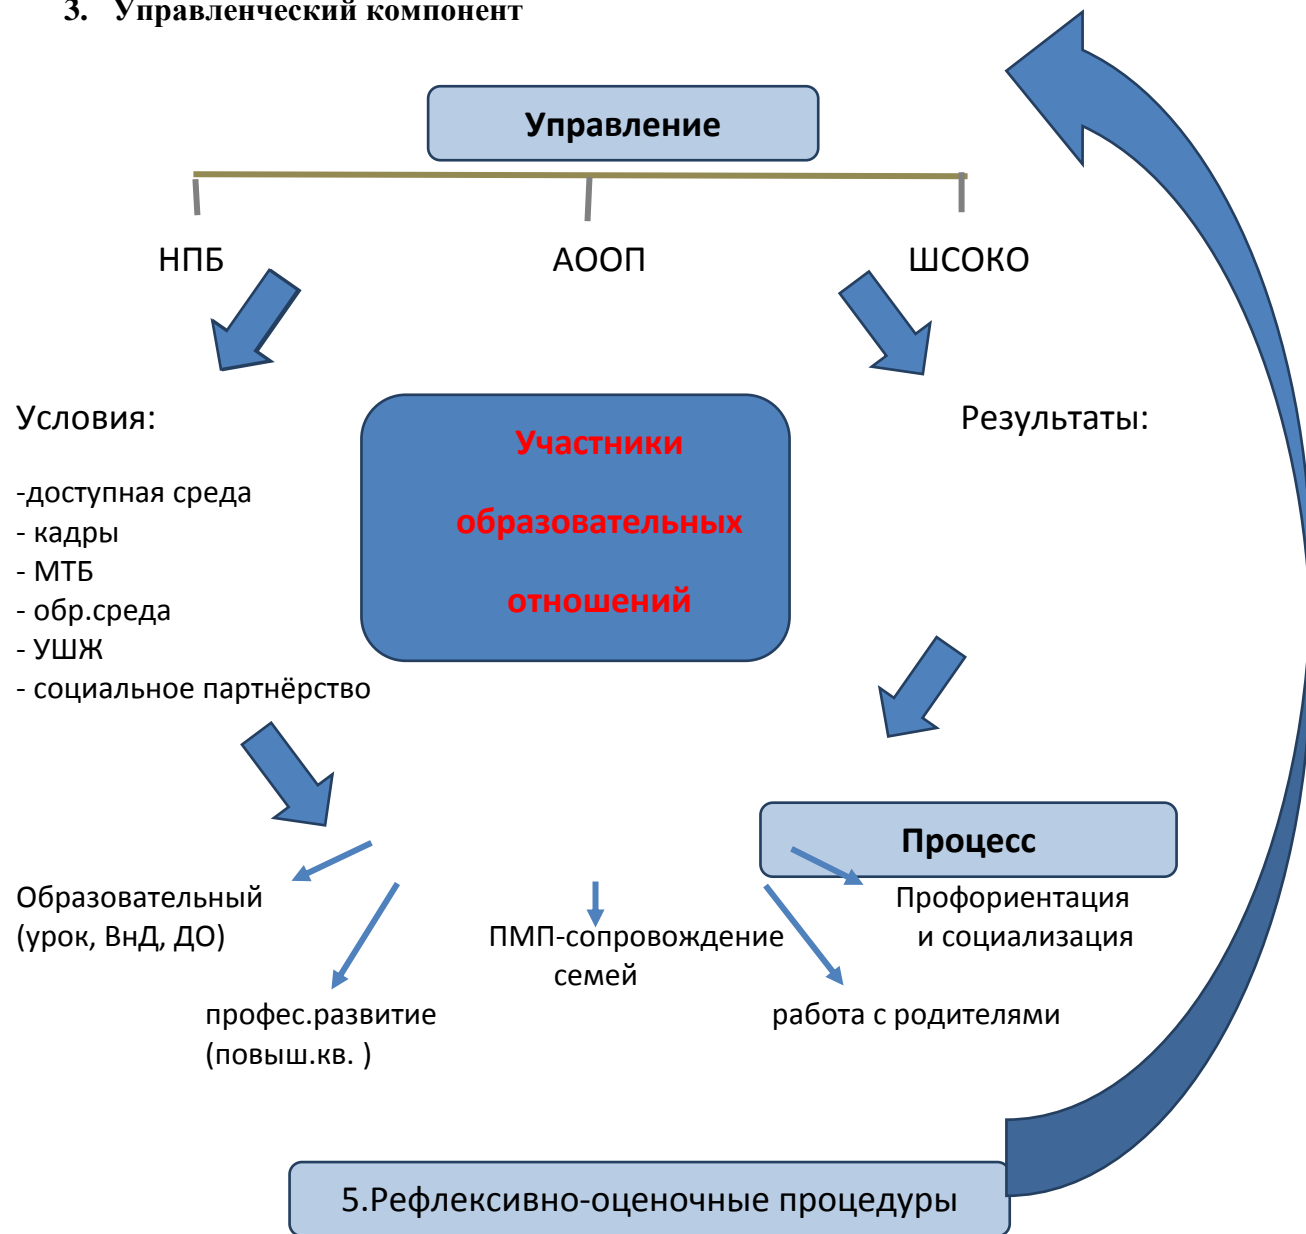 3. Управленческий компонент
Управление
НПБ
АООП
ШСОКО
Условия:
-доступная среда
- кадры
- МТБ
- обр.среда
- УШЖ
- социальное партнёрство
Участники
образовательных
отношений
Результаты:
Процесс
Образовательный
(урок, ВнД, ДО)
профес.развитие
(повыш.кв. )
ПМП-сопровождение
семей
работа с родителями
Профориентация
и социализация
5.Рефлексивно-оценочные процедуры